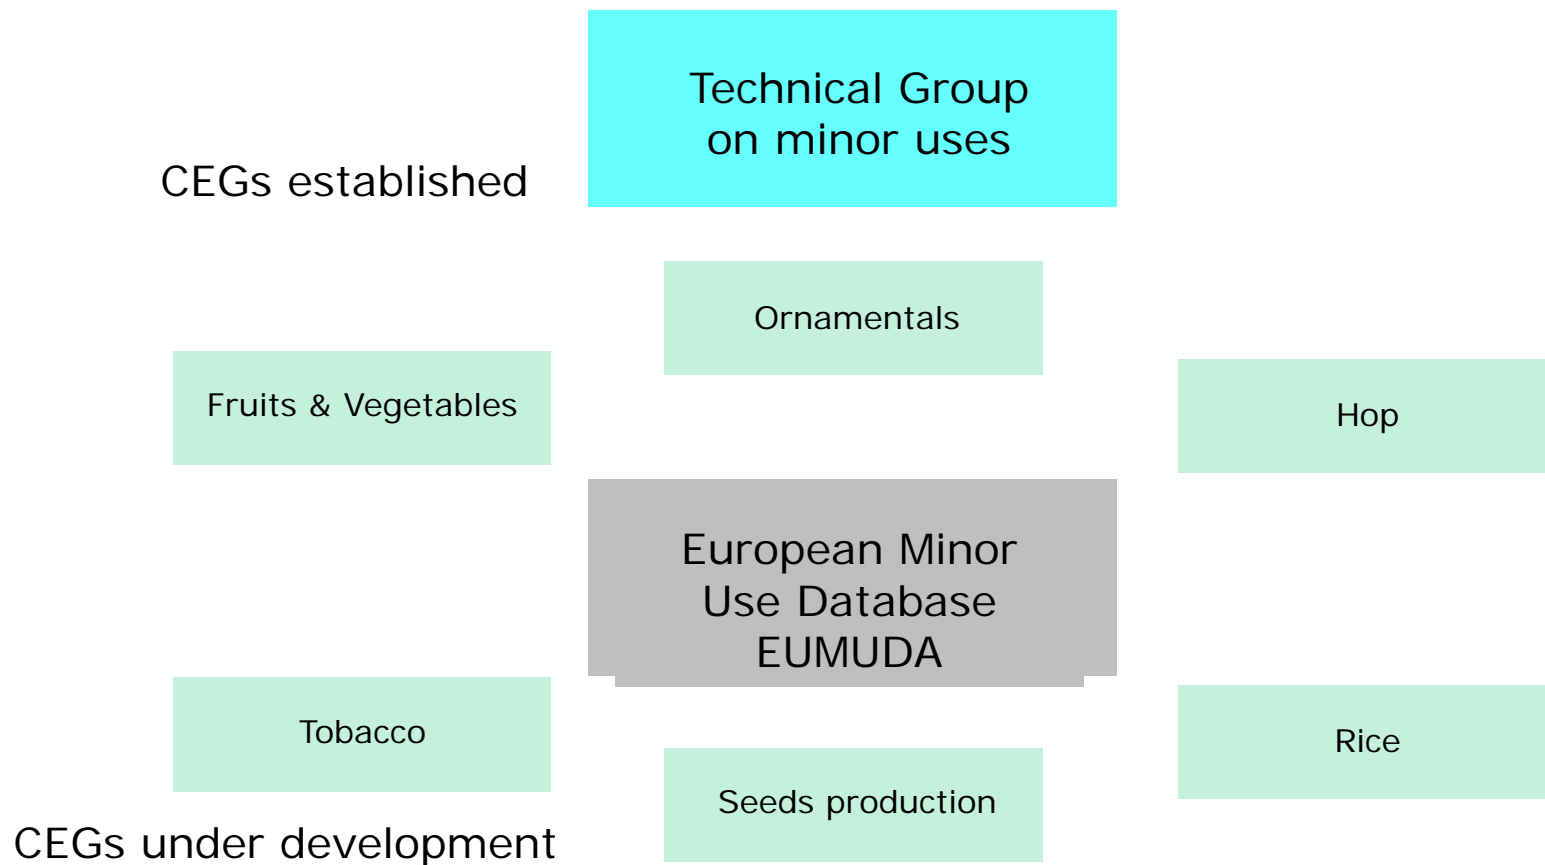 Technical Group
on minor uses
CEGs established
Ornamentals
Fruits & Vegetables
Hop
European Minor
Use Database
EUMUDA
Tobacco
Rice
Seeds production
CEGs under development